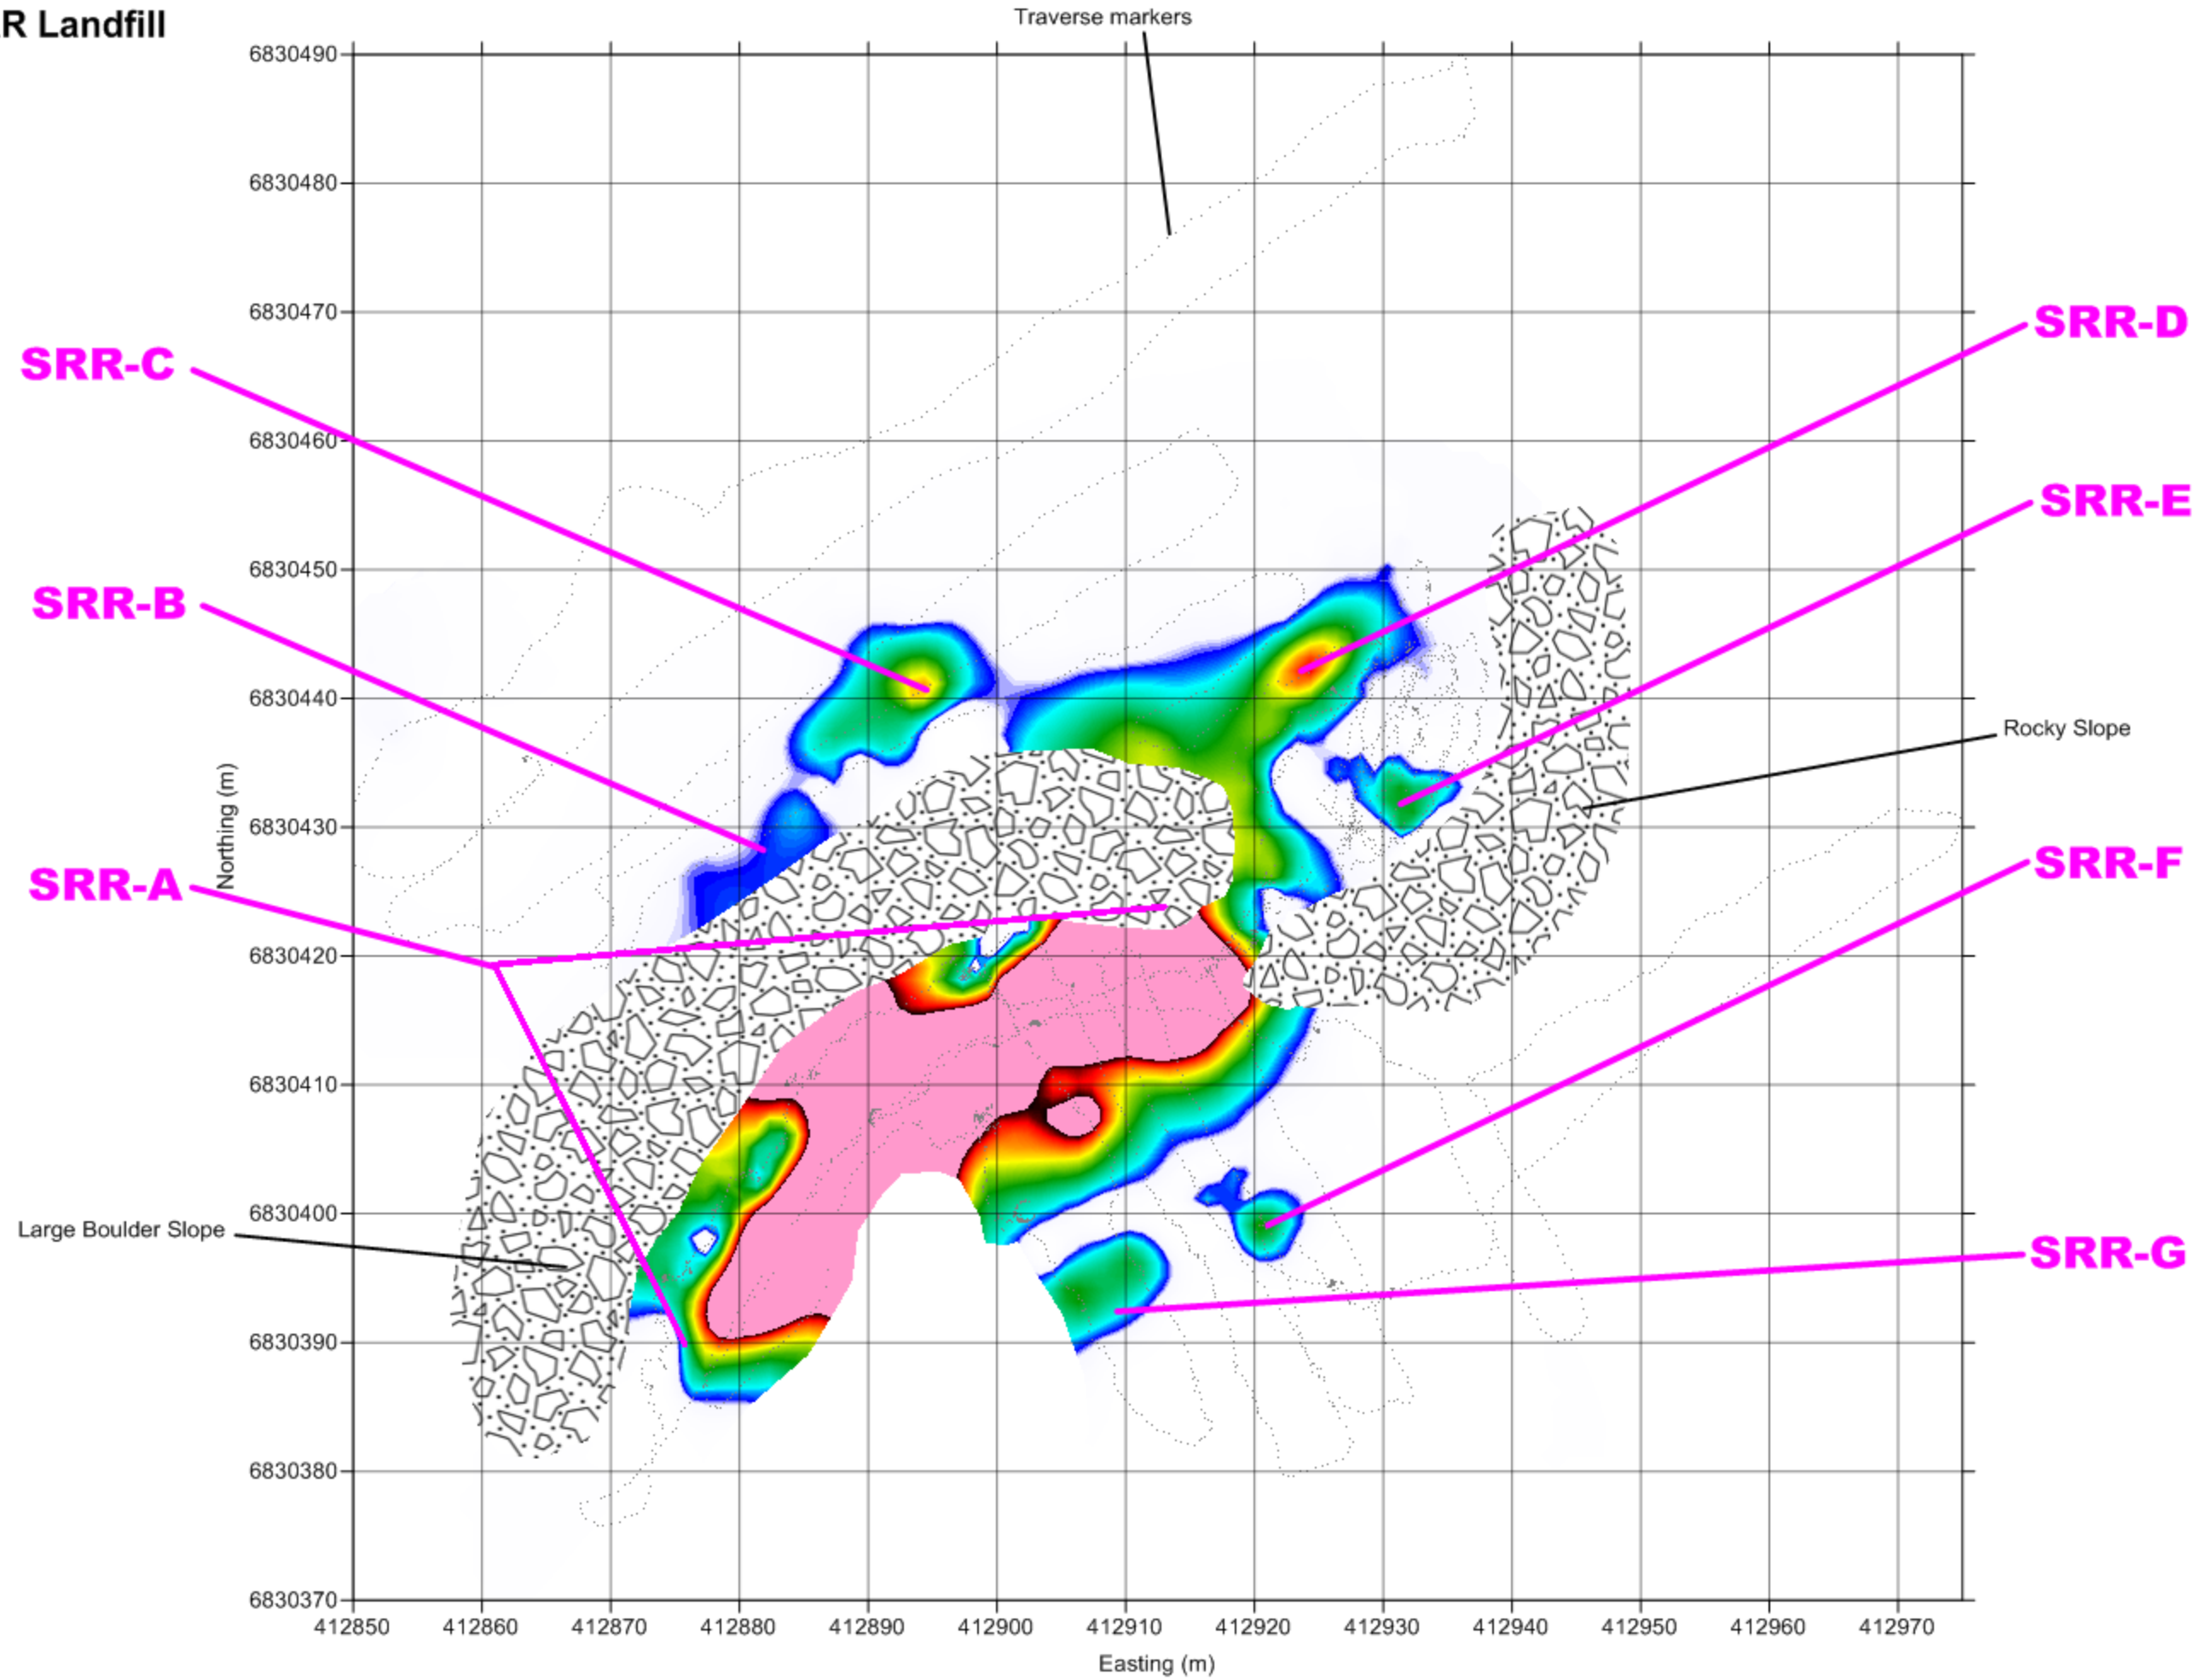 R Landfill
Traverse markers
6830490
6830480
6830470
6830460
6830450
6830440
6830430
6830420
6830410
6830400
6830390
6830380
6830370
Northing (m)
SRR-C
SRR-B
SRR-A
Large Boulder Slope
SRR-D
SRR-E
Rocky Slope
SRR-F
SRR-G
412850 412860 412870 412880 412890 412900 412910 412920 412930 412940 412950 412960 412970
Easting (m)